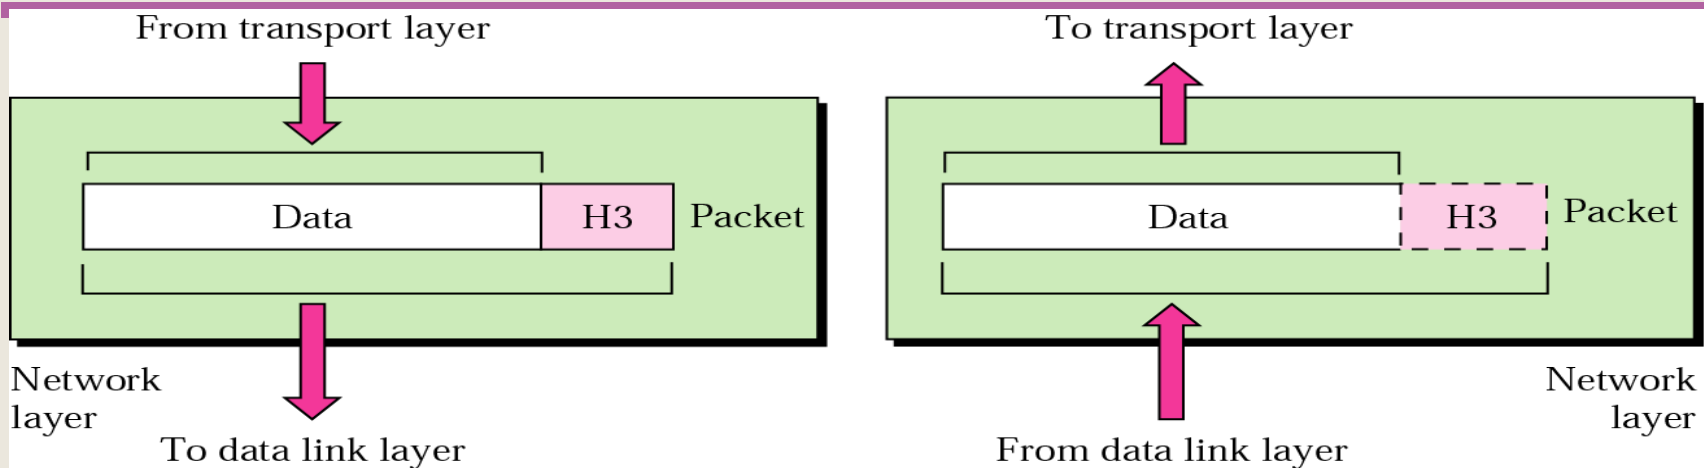 From transport layer
To transport layer
Data
H3
Packet
Data
H3
Packet
Network
layer
To data link layer
From data link layer
Network
layer